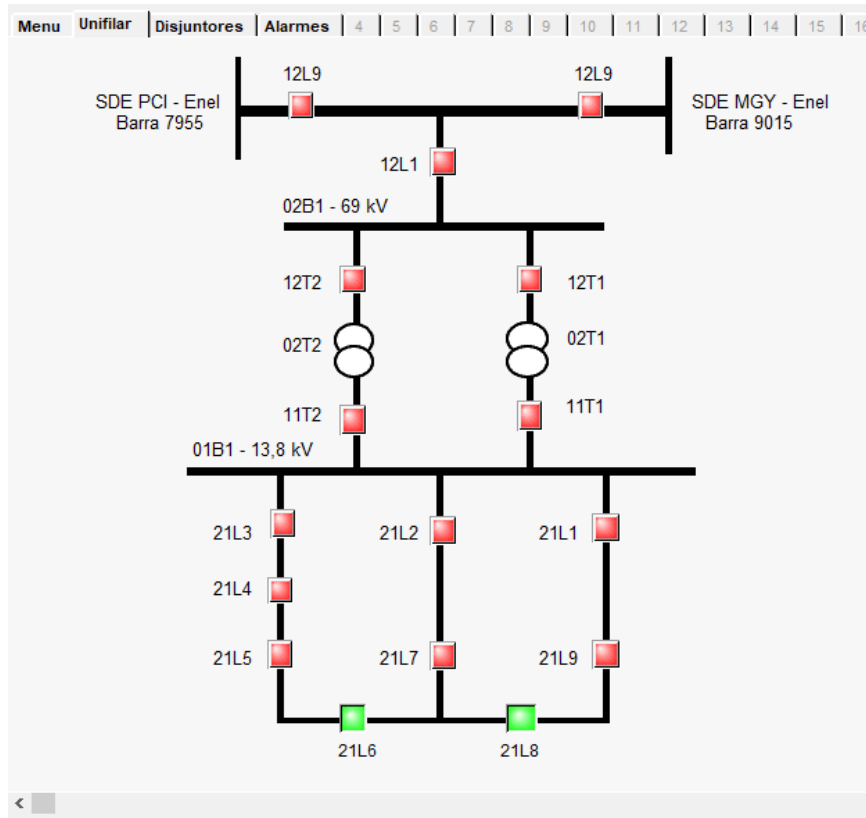 Menu Unifilar Disjuntores Alarmes 4 5 6 7 8 9 10 11 12 13 14 15 16
12L9 12L9
SDE PCI - Enel SDE MGY - Enel
Barra 7955 Barra 9015
12L1
02B1 - 69 kV
12T2 12T1
02T2 02T1
11T2 11T1
01B1 - 13,8 kV
21L3 21L2 21L1
21L4
21L5 21L7 21L9
21L6 21L8